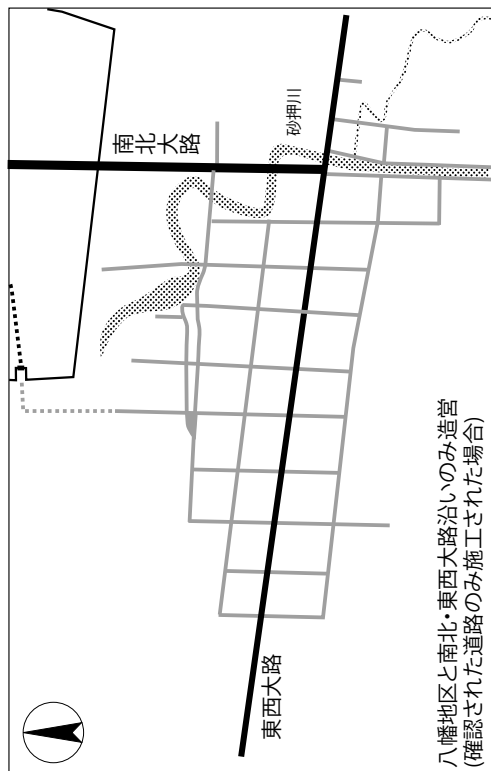 南北
大路
砂押川
東西大路
八幡地区と南北・東西大路沿いのみ造営
(確認された道路のみ施工された場合)